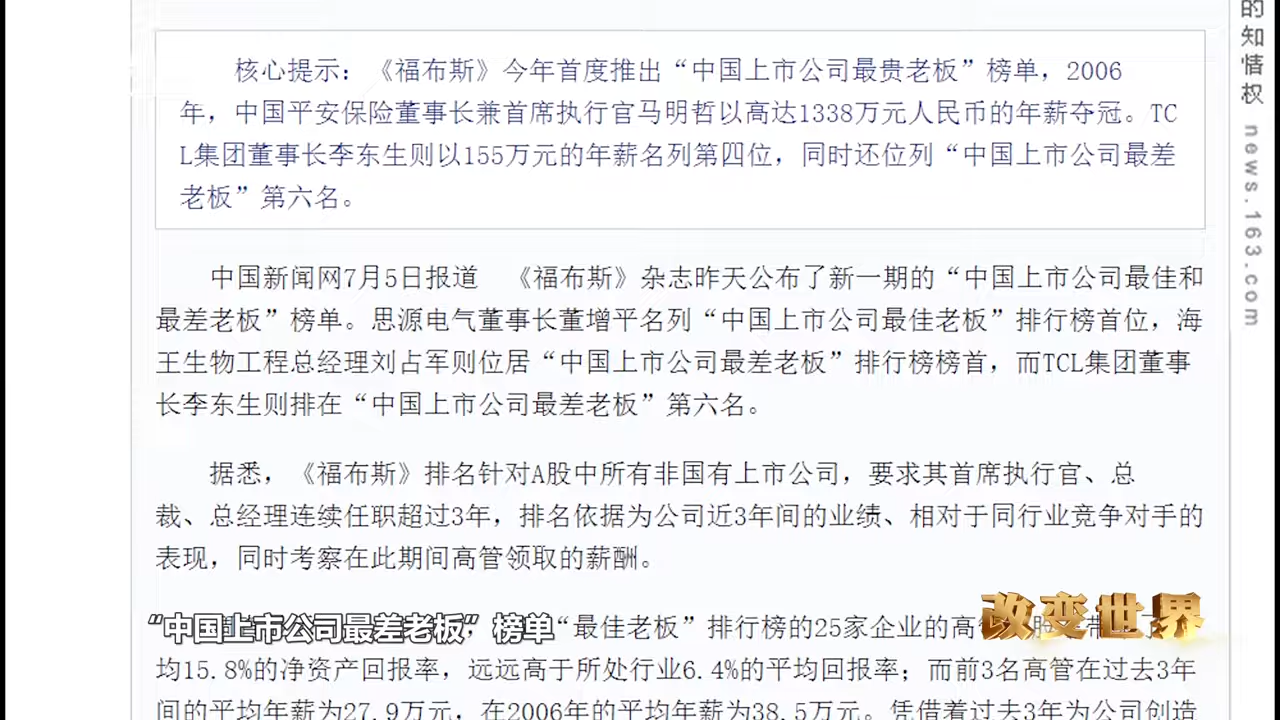 核心提示：《福布斯》今年首度推出“中国上市公司最贵老板”榜单，2006
年，中国平安保险董事长兼首席执行官马明哲以高达1338万元人民币的年薪夺冠。TC
L集团董事长李东生则以155万元的年薪名列第四位，同时还位列“中国上市公司最差
老板”第六名。
中国新闻网7月5日报道　《福布斯》杂志昨天公布了新一期的“中国上市公司最佳和
最差老板”榜单。思源电气董事长董增平名列“中国上市公司最佳老板”排行榜首位，海
王生物工程总经理刘占军则位居“中国上市公司最差老板”排行榜榜首，而TCL集团董事
长李东生则排在“中国上市公司最差老板”第六名。
据悉，《福布斯》排名针对A股中所有非国有上市公司，要求其首席执行官、总
裁、总经理连续任职超过3年，排名依据为公司近3年间的业绩、相对于同行业竞争对手的
表现，同时考察在此期间高管领取的薪酬。
“最佳老板”排行榜的25家企业的高
均15.8%的净资产回报率，远远高于所处行业6.4%的平均回报率；而前3名高管在过去3年
间的平均年薪为27.9万元，在2006年的平均年薪为38.5万元。凭借着过去3年为公司创造
“中国上市公司最差老板”榜单
改变世界
的知情权 news.163.com